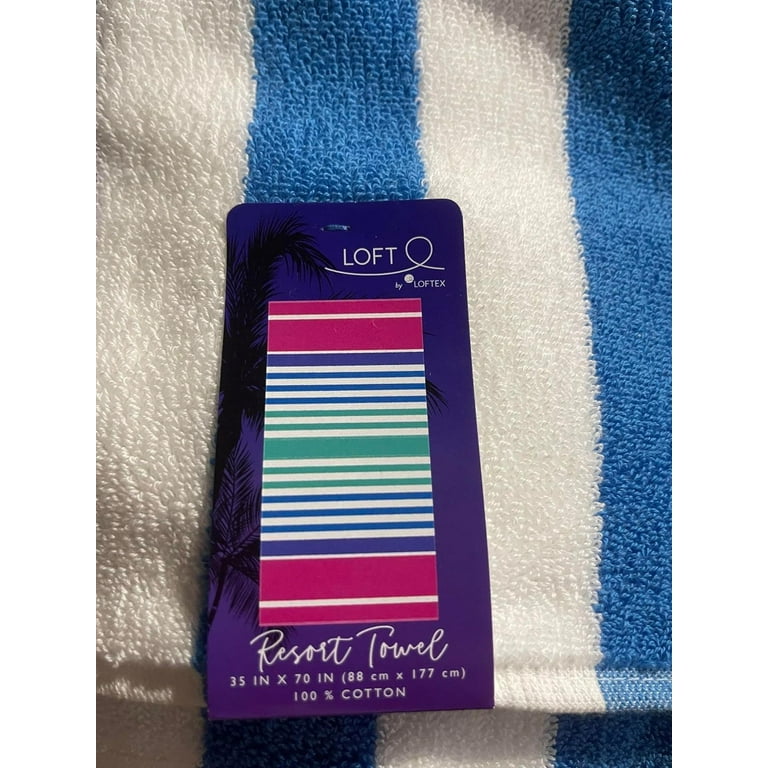 LOFT
by LOFTEX
Resort Towel
35 IN X 70 IN (88 cm x 177 cm)
100 % COTTON